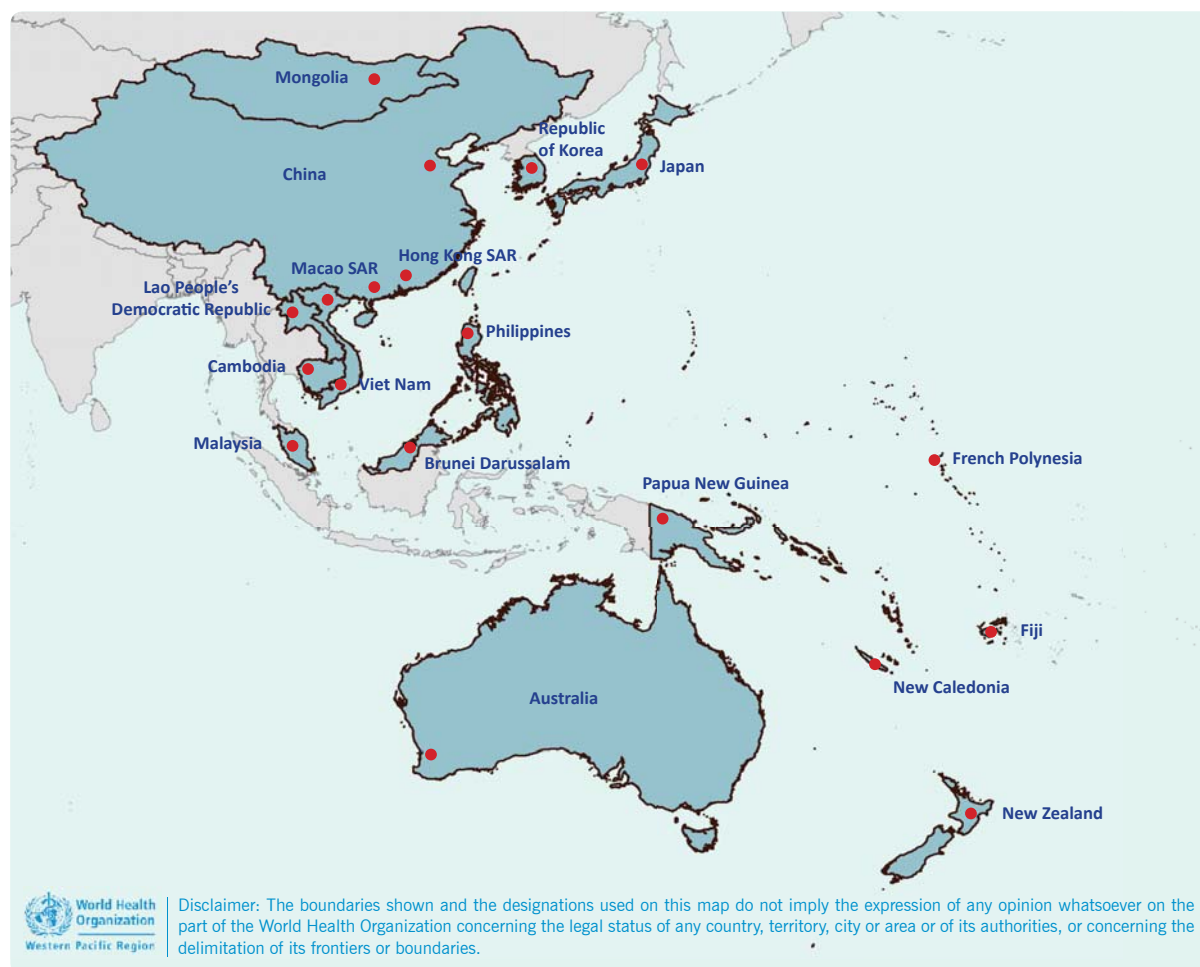 Mongolia
Republic
of Korea
Japan
China
Hong Kong SAR
Macao SAR
Lao People’s
Democratic Republic
Philippines
Cambodia
Viet Nam
Malaysia
Brunei Darussalam
French Polynesia
Papua New Guinea
Fiji
New Caledonia
Australia
New Zealand
World Health
Organization
Western Pacific Region
Disclaimer: The boundaries shown and the designations used on this map do not imply the expression of any opinion whatsoever on the
part of the World Health Organization concerning the legal status of any country, territory, city or area or of its authorities, or concerning the
delimitation of its frontiers or boundaries.